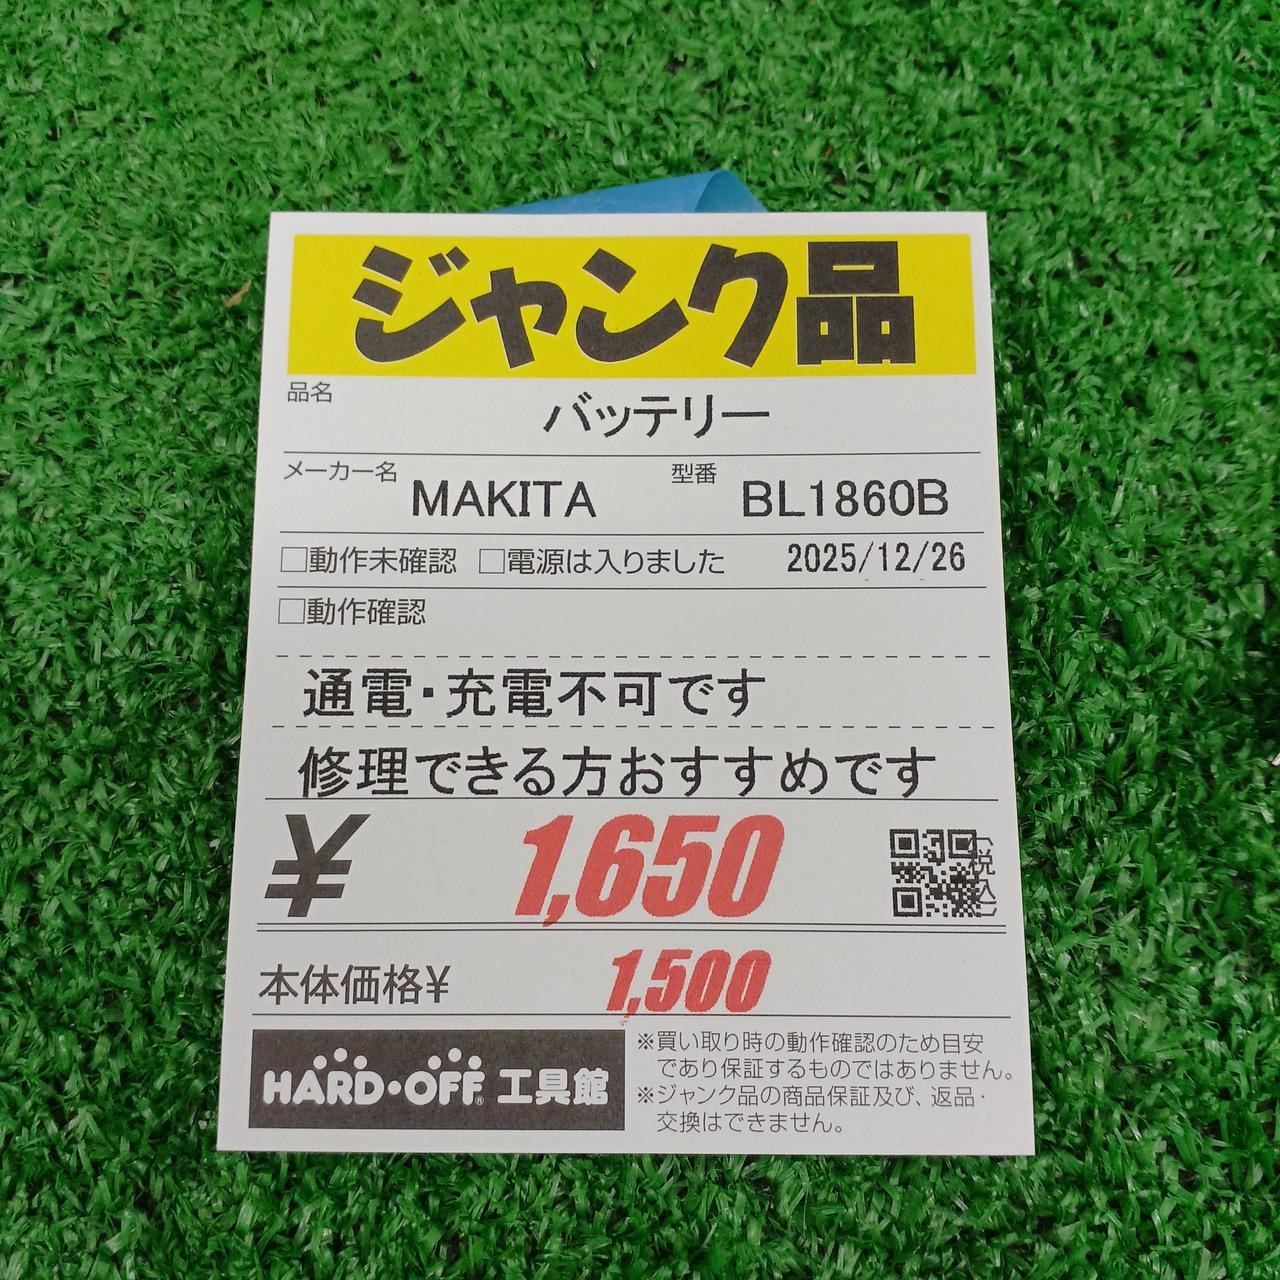 ジャンク品
品名
バッテリー
メーカー名 MAKITA 型番 BL1860B
□動作未確認 □電源は入りました 2025/12/26
□動作確認
通電・充電不可です
修理できる方おすすめです
¥ 1,650 (税込)
本体価格¥ 1,500
HARD・OFF® 工具館
※買い取り時の動作確認のため目安
であり保証するものではありません。
※ジャンク品の商品保証及び、返品・
交換はできません。